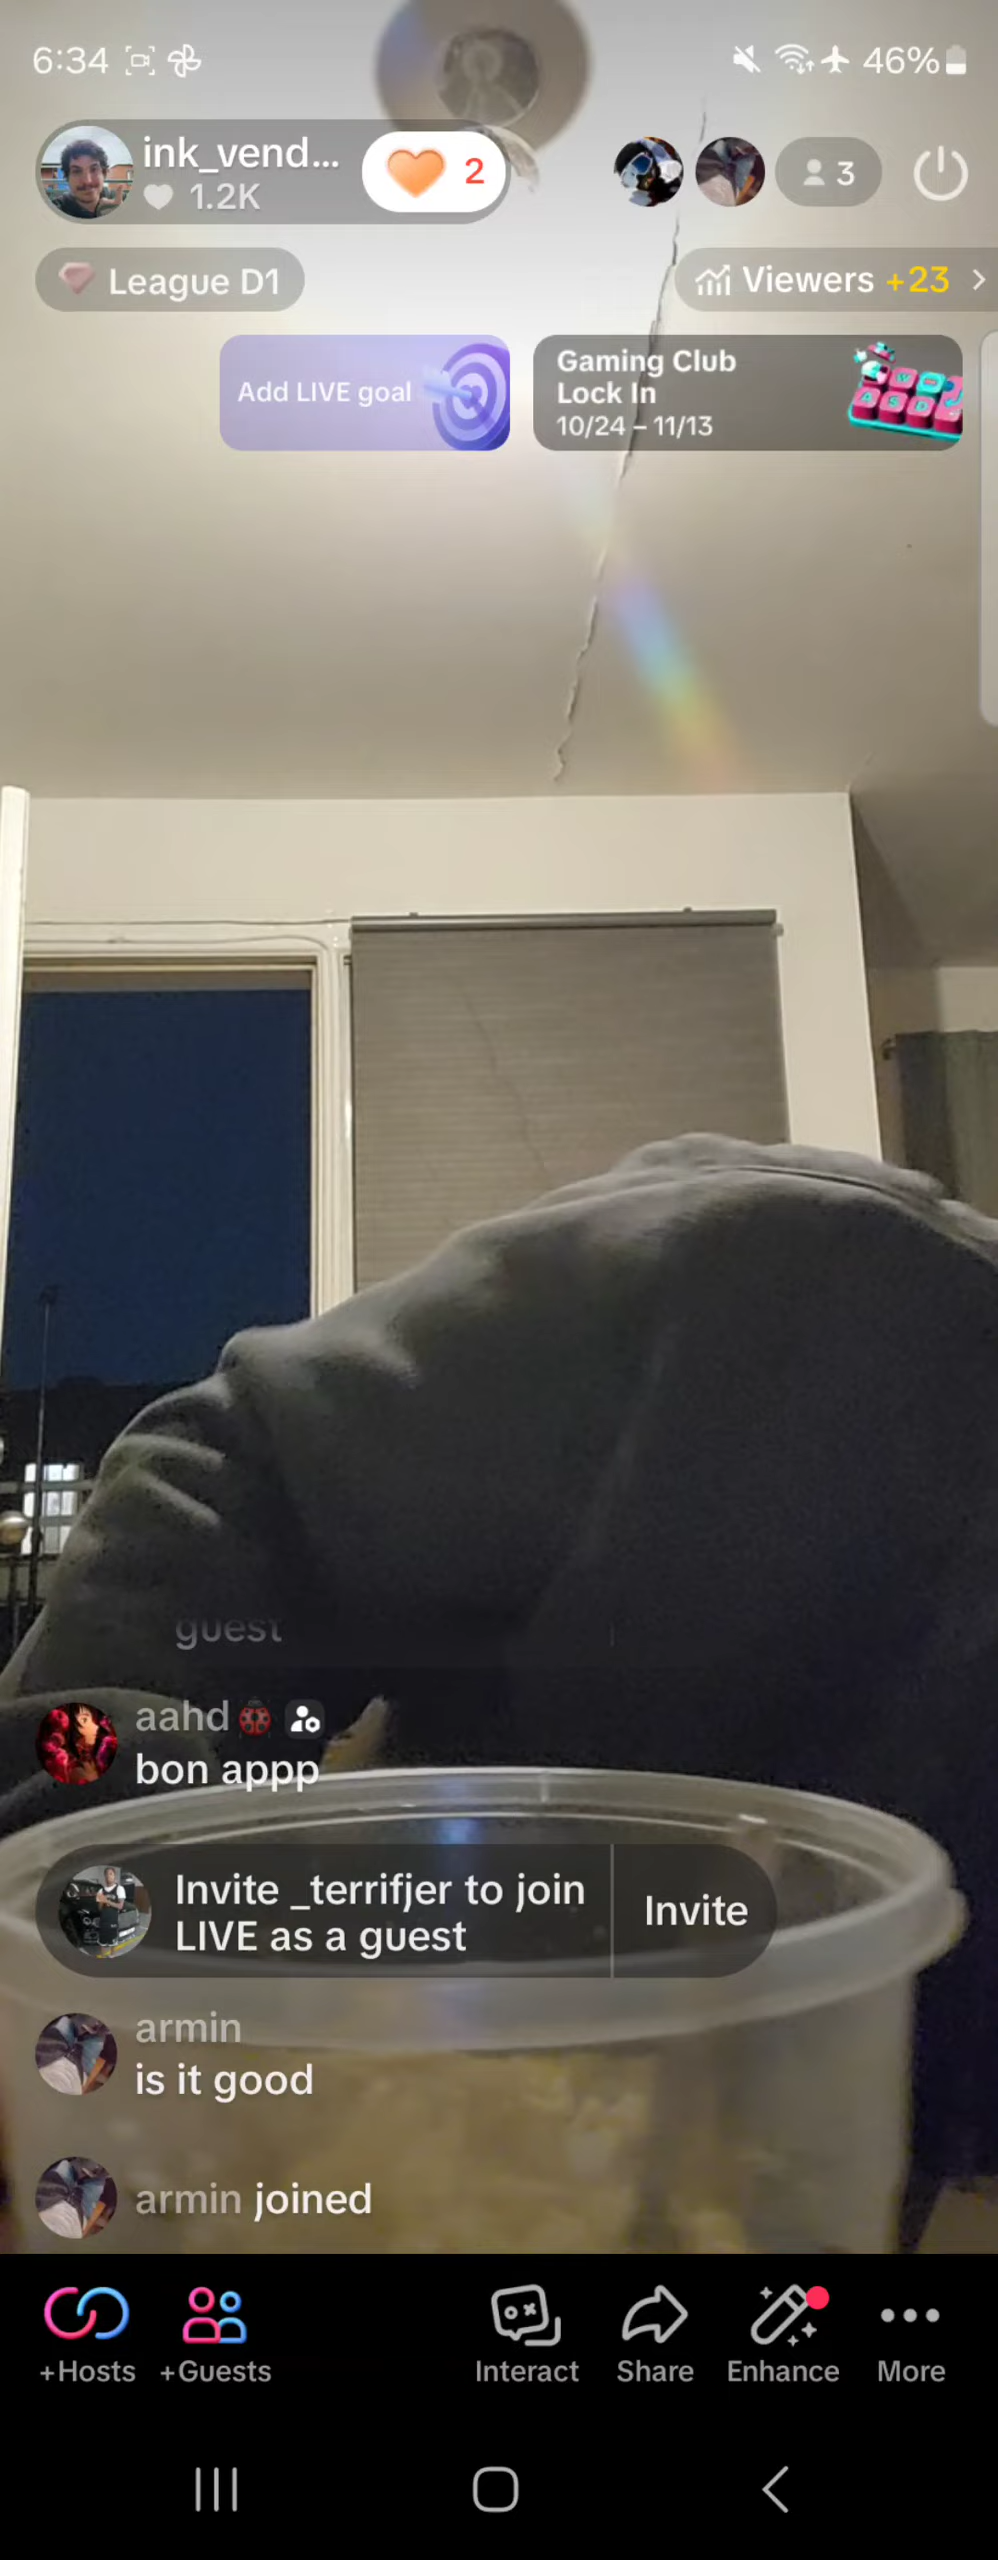 6:34
46%
ink_vend...
1.2K
2
3
League D1
Viewers +23
Add LIVE goal
Gaming Club
Lock In
10/24 – 11/13
guest
aahd🐞
bon appp
Invite _terrifjer to join
LIVE as a guest
Invite
armin
is it good
armin joined
+Hosts
+Guests
Interact
Share
Enhance
More